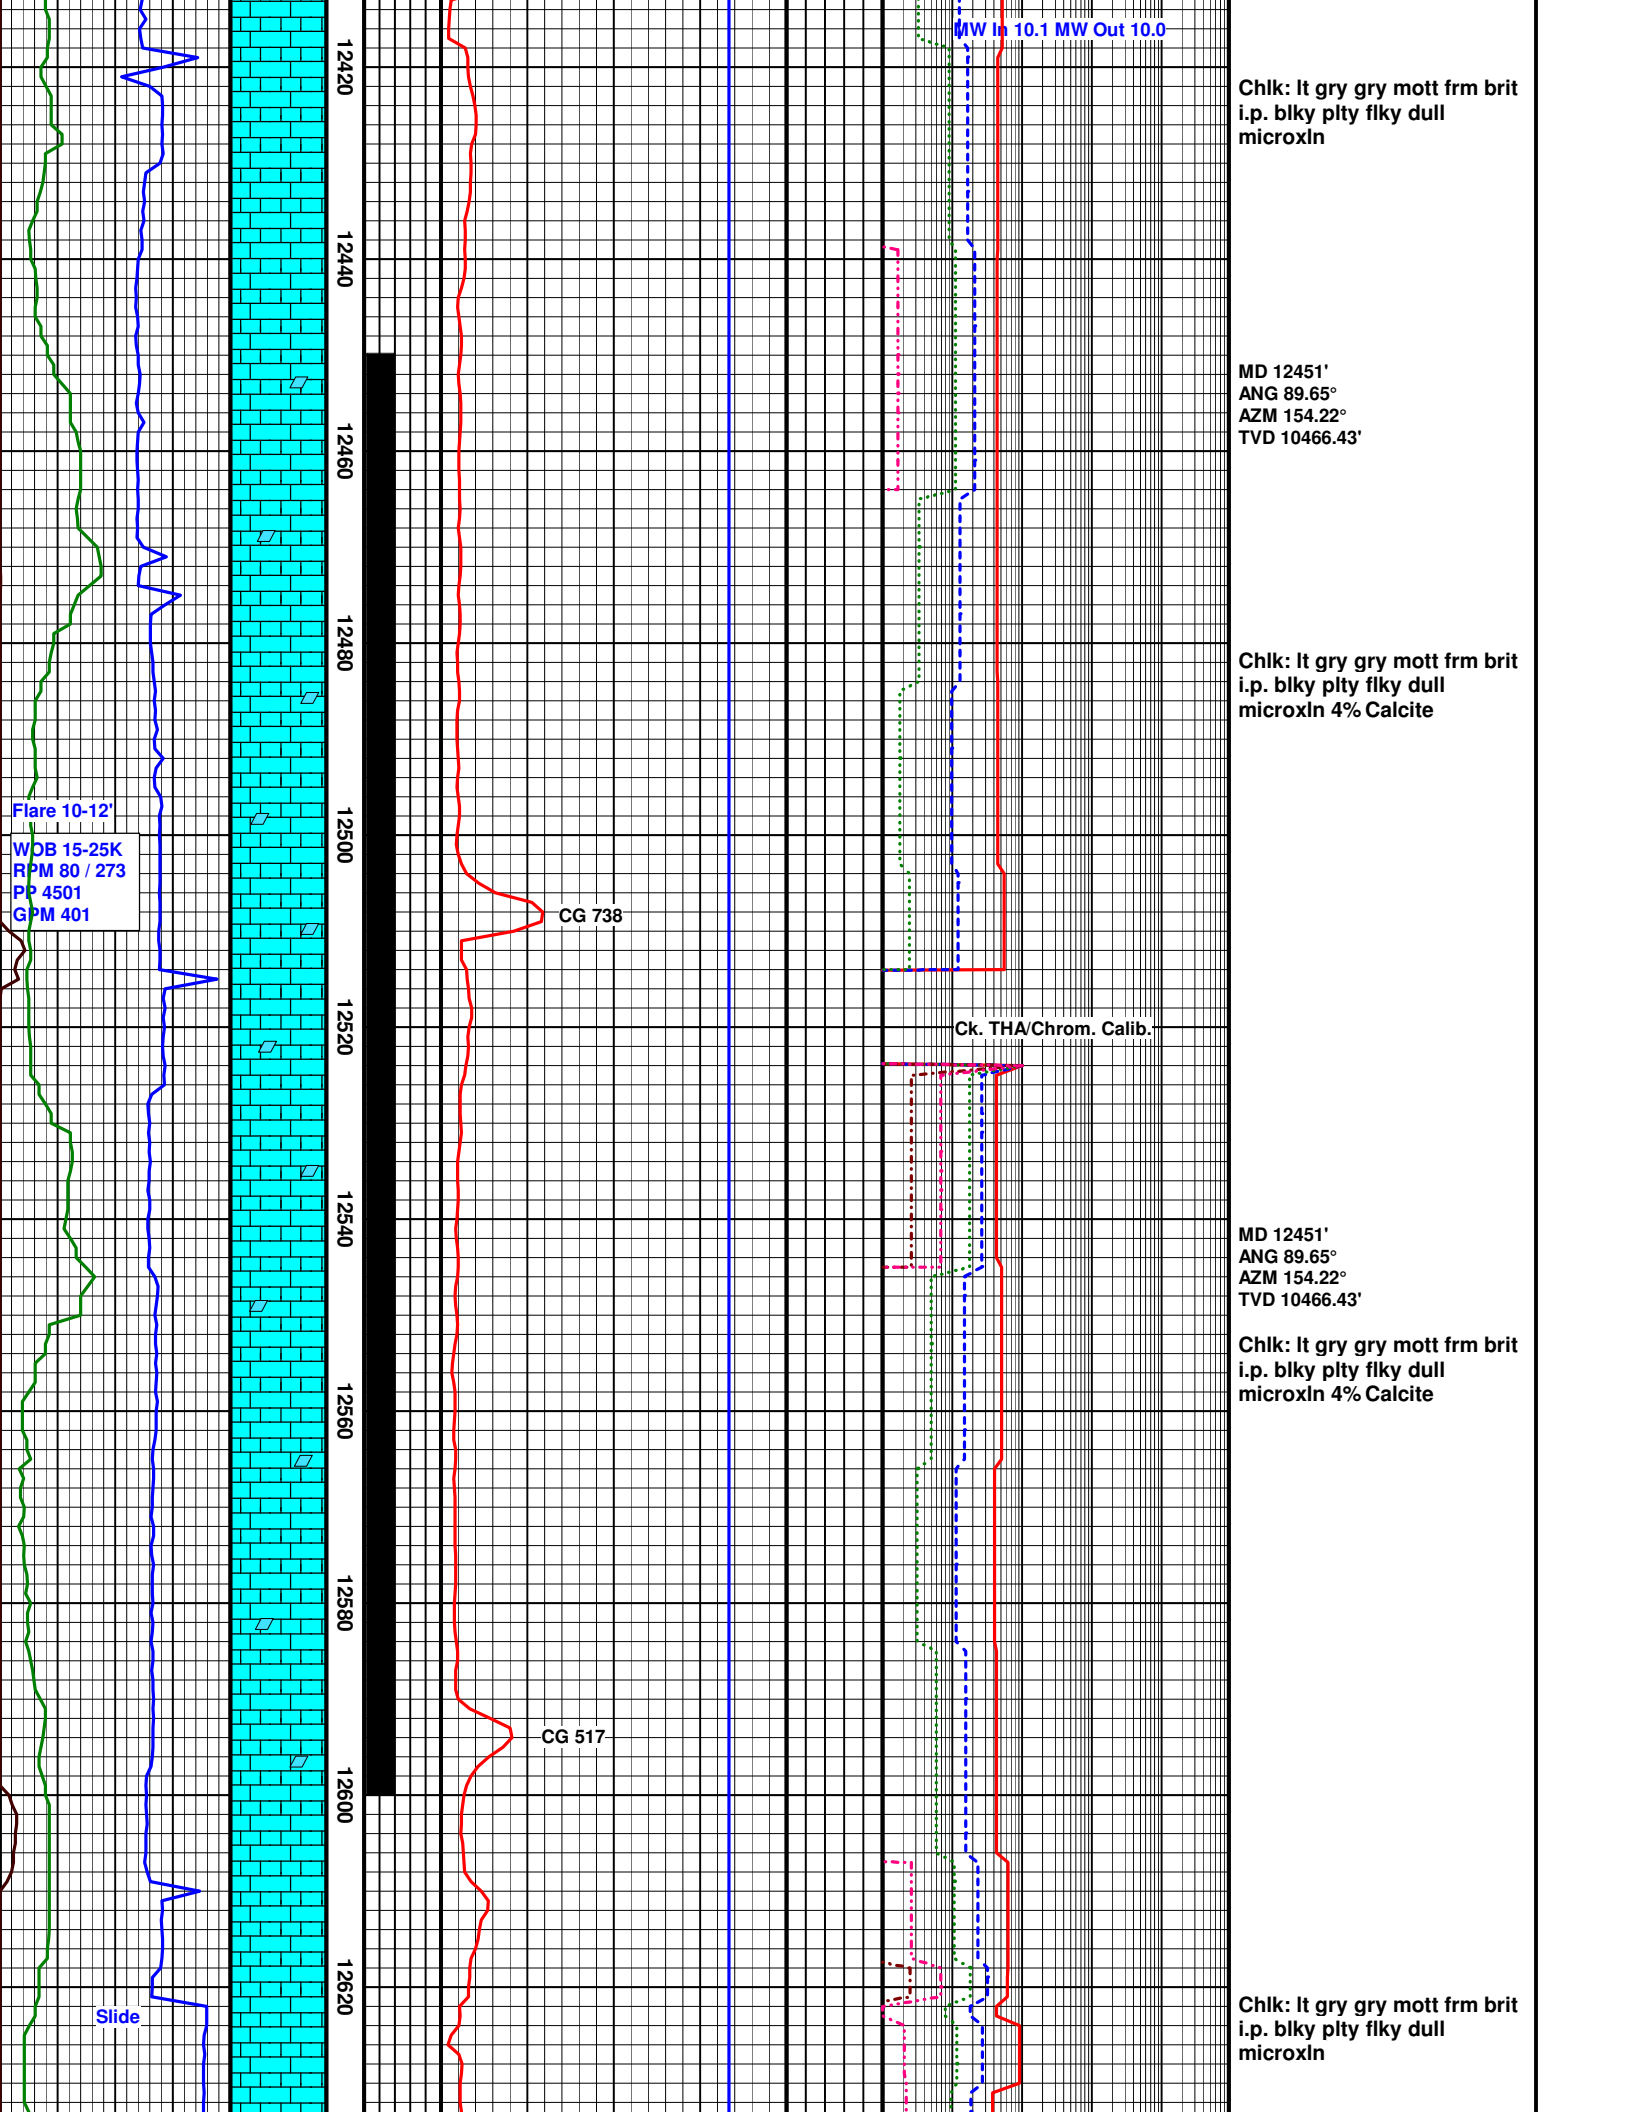 MW In 10.1 MW Out 10.0
12420
Chlk: lt gry gry mott frm brit
i.p. blky plty flky dull
microxln
12440
MD 12451'
ANG 89.65°
AZM 154.22°
TVD 10466.43'
12460
12480
Chlk: lt gry gry mott frm brit
i.p. blky plty flky dull
microxln 4% Calcite
Flare 10-12'
12500
WOB 15-25K
RPM 80 / 273
PP 4501
GPM 401
CG 738
12520
Ck. THA/Chrom. Calib.
12540
MD 12451'
ANG 89.65°
AZM 154.22°
TVD 10466.43'
Chlk: lt gry gry mott frm brit
i.p. blky plty flky dull
microxln 4% Calcite
12560
12580
CG 517
12600
12620
Slide
Chlk: lt gry gry mott frm brit
i.p. blky plty flky dull
microxln